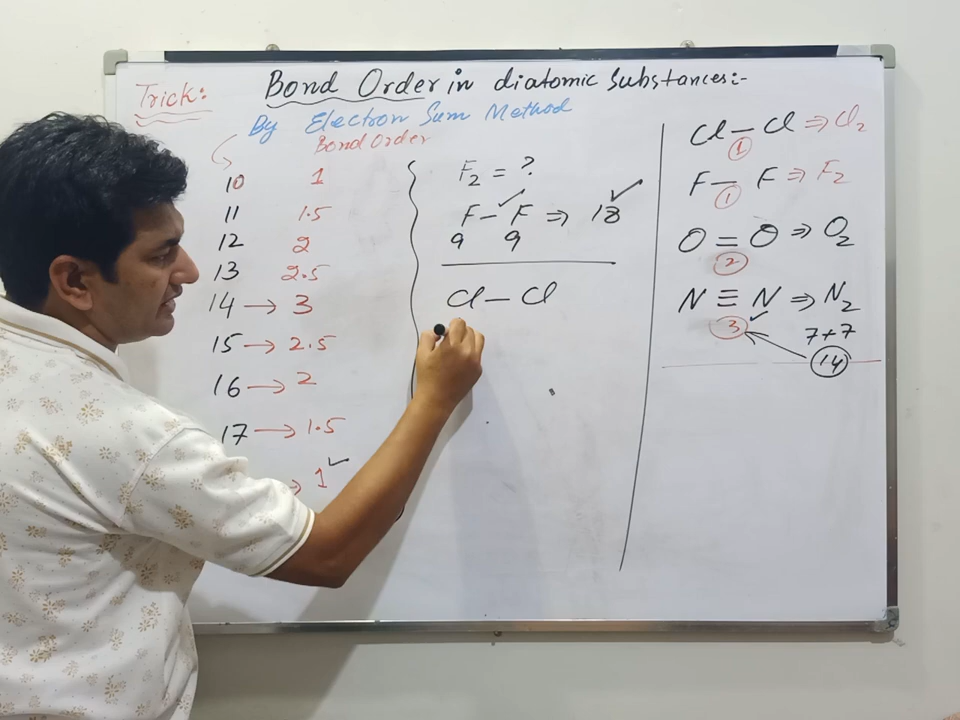 Trick:
Bond Order in diatomic substances:-
By Electron Sum Method
Bond Order
10 1
11 1.5
12 2
13 2.5
14 → 3
15 → 2.5
16 → 2
17 → 1.5
→ 1 ✓
F₂ = ?
F – F ⇒ 18 ✓
9 9
Cl – Cl
Cl – Cl ⇒ Cl₂
1
F – F ⇒ F₂
1
O = O ⇒ O₂
2
N ≡ N ⇒ N₂
3 ✓ 7+7
14